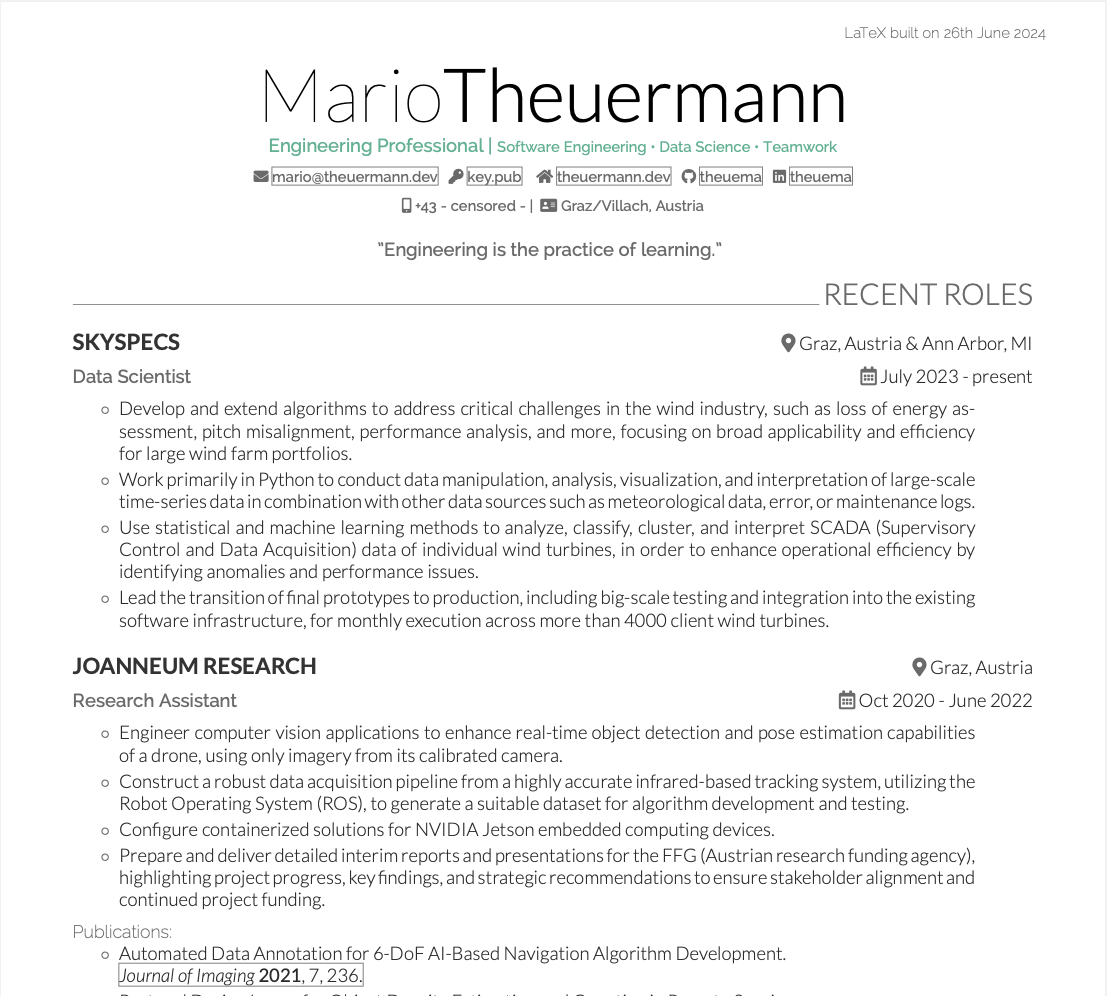 LaTeX built on 26th June 2024
MarioTheuermann
Engineering Professional | Software Engineering • Data Science • Teamwork
mario@theuermann.dev key.pub theuermann.dev theuema theuema
+43 - censored - | Graz/Villach, Austria
"Engineering is the practice of learning."
RECENT ROLES
SKYSPECS Graz, Austria & Ann Arbor, MI
Data Scientist July 2023 - present
◦ Develop and extend algorithms to address critical challenges in the wind industry, such as loss of energy as-
sessment, pitch misalignment, performance analysis, and more, focusing on broad applicability and efficiency
for large wind farm portfolios.
◦ Work primarily in Python to conduct data manipulation, analysis, visualization, and interpretation of large-scale
time-series data in combination with other data sources such as meteorological data, error, or maintenance logs.
◦ Use statistical and machine learning methods to analyze, classify, cluster, and interpret SCADA (Supervisory
Control and Data Acquisition) data of individual wind turbines, in order to enhance operational efficiency by
identifying anomalies and performance issues.
◦ Lead the transition of final prototypes to production, including big-scale testing and integration into the existing
software infrastructure, for monthly execution across more than 4000 client wind turbines.
JOANNEUM RESEARCH Graz, Austria
Research Assistant Oct 2020 - June 2022
◦ Engineer computer vision applications to enhance real-time object detection and pose estimation capabilities
of a drone, using only imagery from its calibrated camera.
◦ Construct a robust data acquisition pipeline from a highly accurate infrared-based tracking system, utilizing the
Robot Operating System (ROS), to generate a suitable dataset for algorithm development and testing.
◦ Configure containerized solutions for NVIDIA Jetson embedded computing devices.
◦ Prepare and deliver detailed interim reports and presentations for the FFG (Austrian research funding agency),
highlighting project progress, key findings, and strategic recommendations to ensure stakeholder alignment and
continued project funding.
Publications:
◦ Automated Data Annotation for 6-DoF AI-Based Navigation Algorithm Development.
Journal of Imaging 2021, 7, 236.